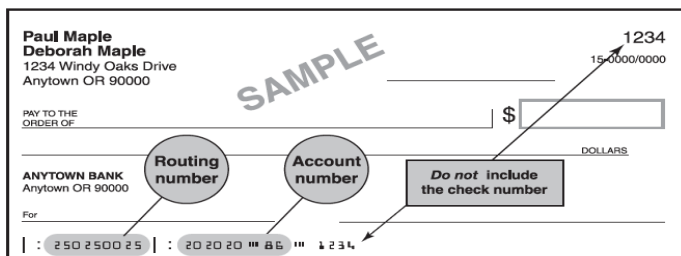 Paul Maple
Deborah Maple
1234 Windy Oaks Drive
Anytown OR 90000
SAMPLE
1234
15-0000/0000
PAY TO THE
ORDER OF
$
DOLLARS
ANYTOWN BANK
Anytown OR 90000
Routing
number
Account
number
Do not include
the check number
For
|: 250250025 |: 202020 ⑈ 86 ⑈ 1234